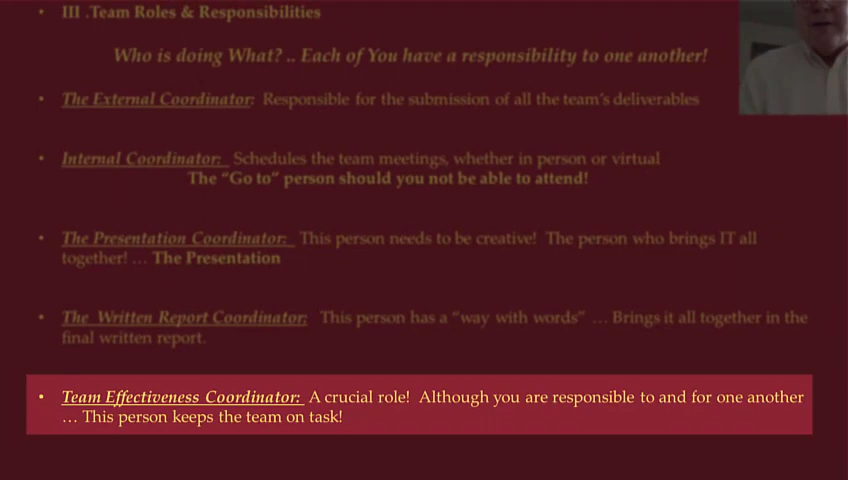 • III .Team Roles & Responsibilities
Who is doing What? .. Each of You have a responsibility to one another!
• The External Coordinator: Responsible for the submission of all the team's deliverables
• Internal Coordinator: Schedules the team meetings, whether in person or virtual
The "Go to" person should you not be able to attend!
• The Presentation Coordinator: This person needs to be creative! The person who brings IT all
together! … The Presentation
• The Written Report Coordinator: This person has a "way with words" … Brings it all together in the
final written report.
• Team Effectiveness Coordinator: A crucial role! Although you are responsible to and for one another
… This person keeps the team on task!